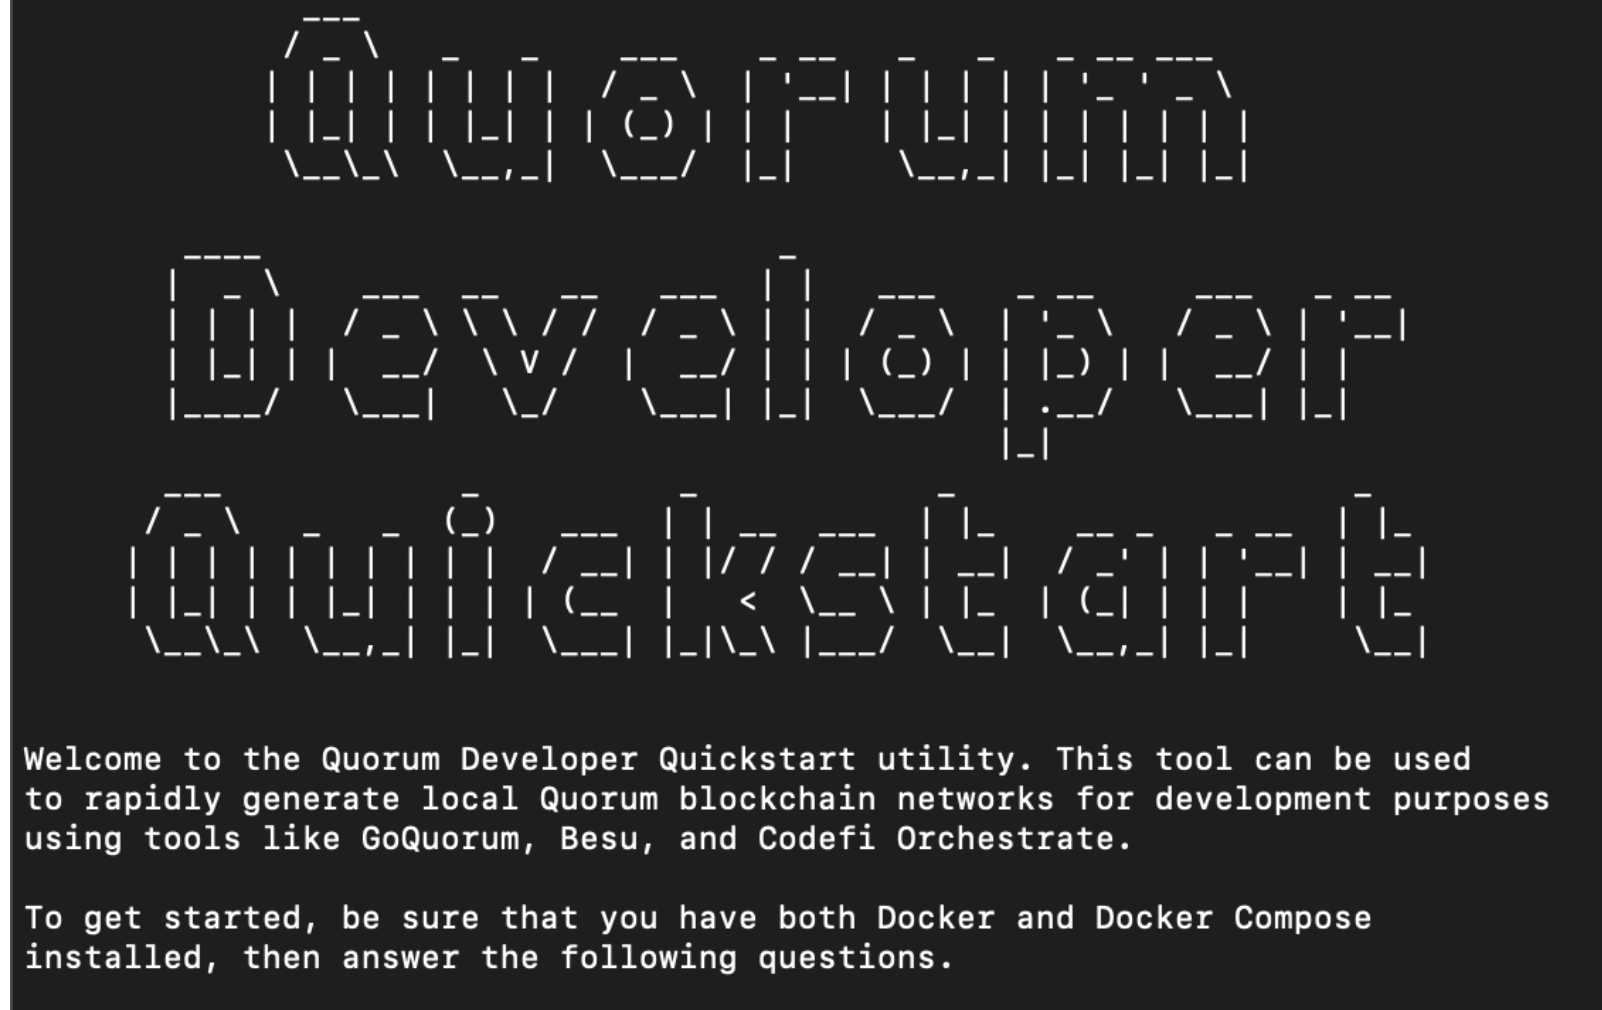 Quorum
Developer
Quickstart
Welcome to the Quorum Developer Quickstart utility. This tool can be used
to rapidly generate local Quorum blockchain networks for development purposes
using tools like GoQuorum, Besu, and Codefi Orchestrate.
To get started, be sure that you have both Docker and Docker Compose
installed, then answer the following questions.